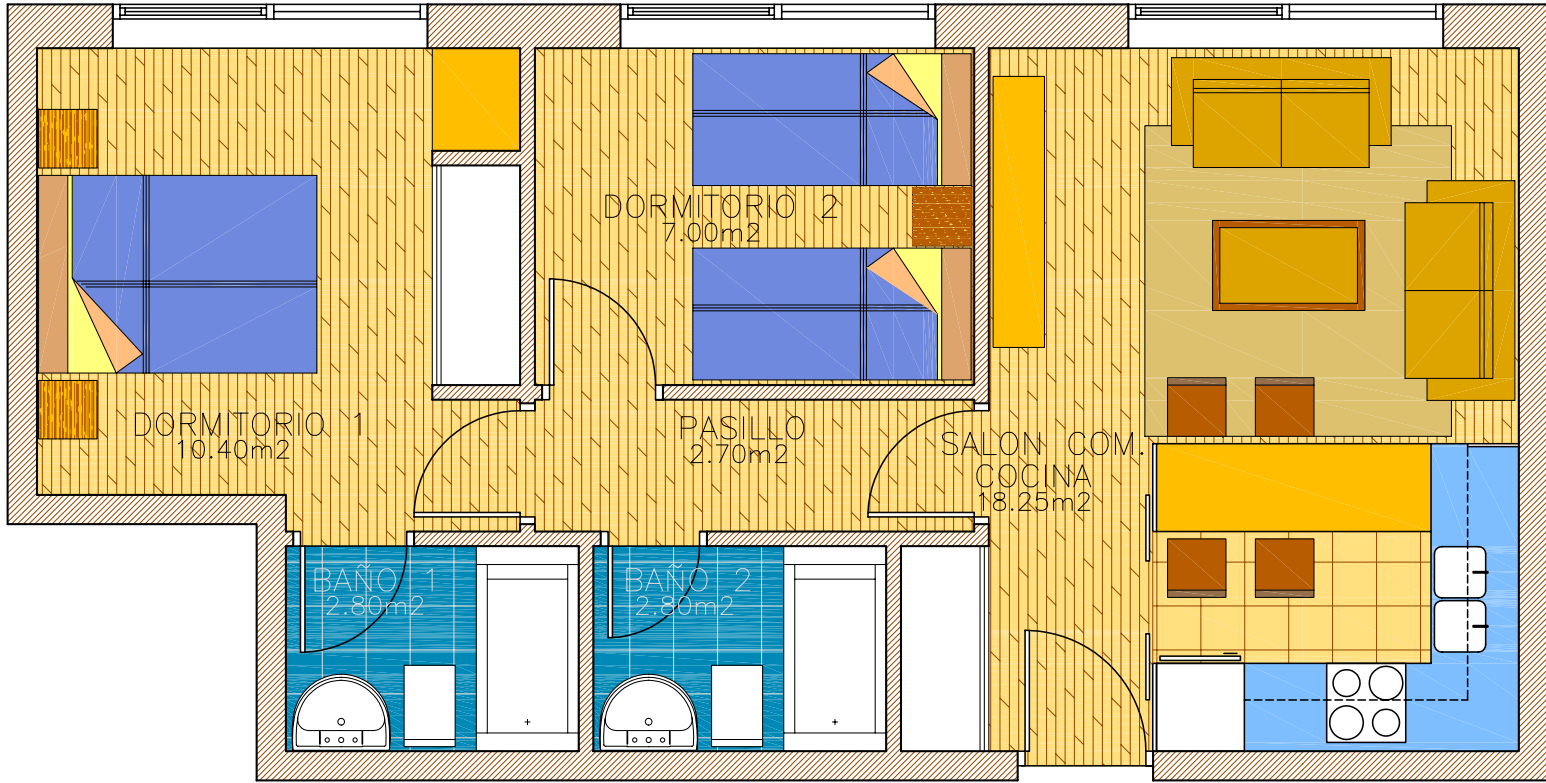 DORMITORIO 2
7.00m2
DORMITORIO 1
10.40m2
PASILLO
2.70m2
SALON COM.
COCINA
18.25m2
BAÑO 1
2.80m2
BAÑO 2
2.80m2